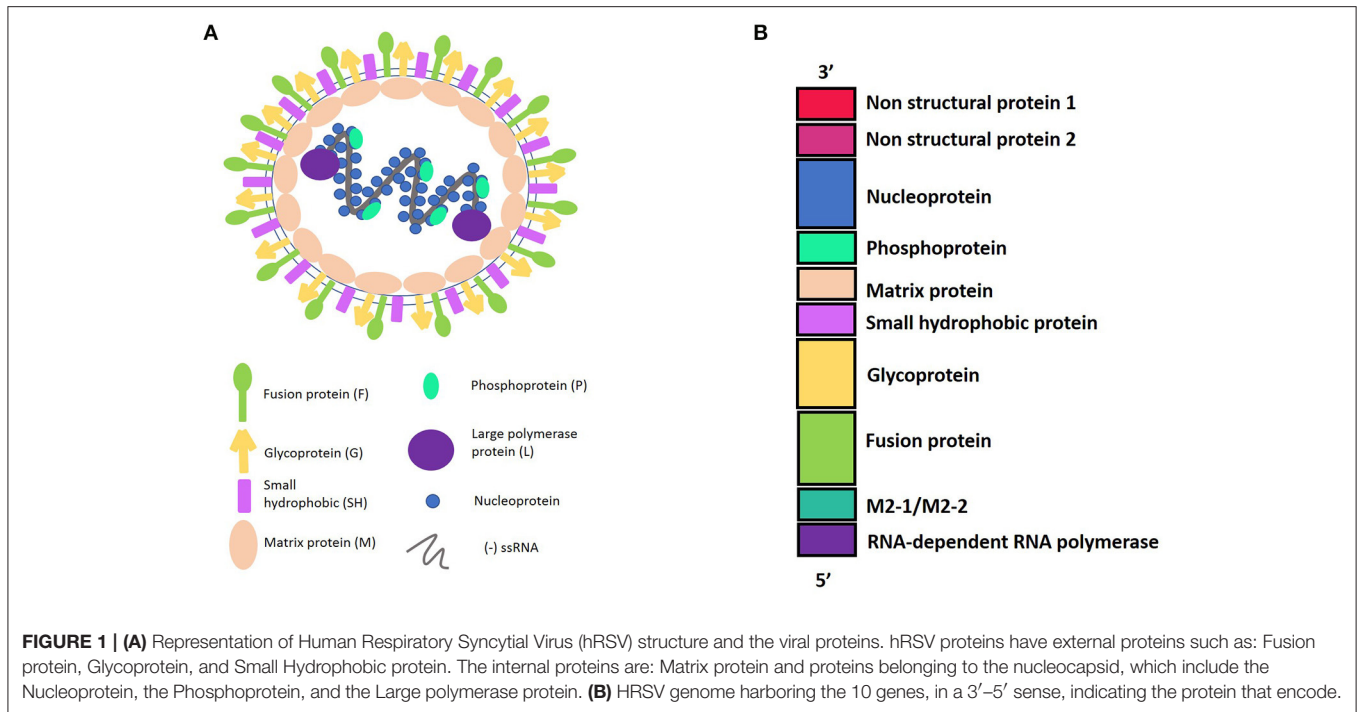 A
Fusion protein (F)
Glycoprotein (G)
Small
hydrophobic (SH)
Matrix protein (M)
Phosphoprotein (P)
Large polymerase
protein (L)
Nucleoprotein
(-) ssRNA
B
3′
Non structural protein 1
Non structural protein 2
Nucleoprotein
Phosphoprotein
Matrix protein
Small hydrophobic protein
Glycoprotein
Fusion protein
M2-1/M2-2
RNA-dependent RNA polymerase
5′
FIGURE 1 | (A) Representation of Human Respiratory Syncytial Virus (hRSV) structure and the viral proteins. hRSV proteins have external proteins such as: Fusion
protein, Glycoprotein, and Small Hydrophobic protein. The internal proteins are: Matrix protein and proteins belonging to the nucleocapsid, which include the
Nucleoprotein, the Phosphoprotein, and the Large polymerase protein. (B) HRSV genome harboring the 10 genes, in a 3′–5′ sense, indicating the protein that encode.